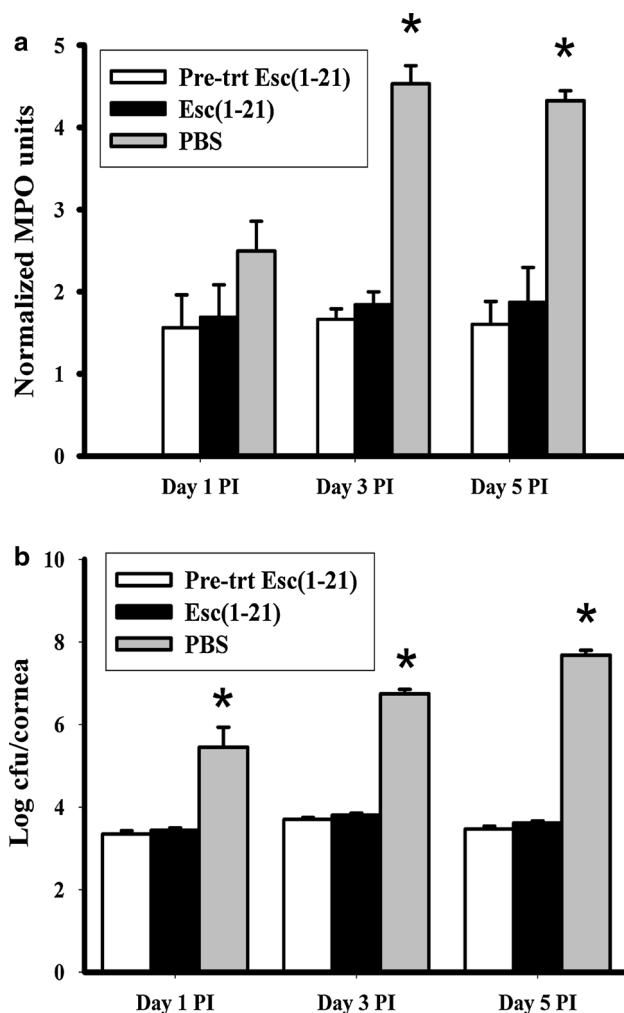 a
Normalized MPO units
5
4
3
2
1
0
Pre-trt Esc(1-21)
Esc(1-21)
PBS
*
*
Day 1 PI
Day 3 PI
Day 5 PI
b
Log cfu/cornea
10
8
6
4
2
0
Pre-trt Esc(1-21)
Esc(1-21)
PBS
*
*
*
Day 1 PI
Day 3 PI
Day 5 PI